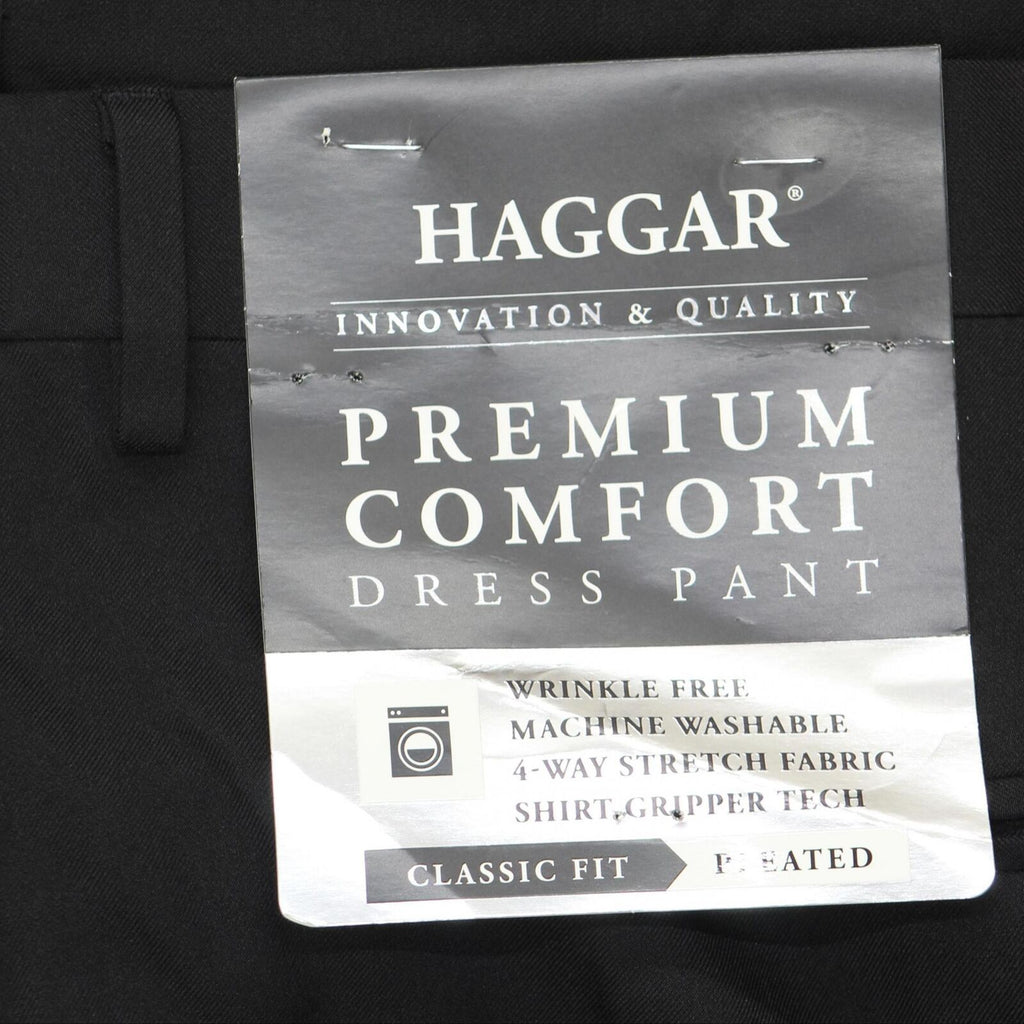 HAGGAR®
INNOVATION & QUALITY
PREMIUM
COMFORT
DRESS PANT
WRINKLE FREE
MACHINE WASHABLE
4-WAY STRETCH FABRIC
SHIRT GRIPPER TECH
CLASSIC FIT PLEATED